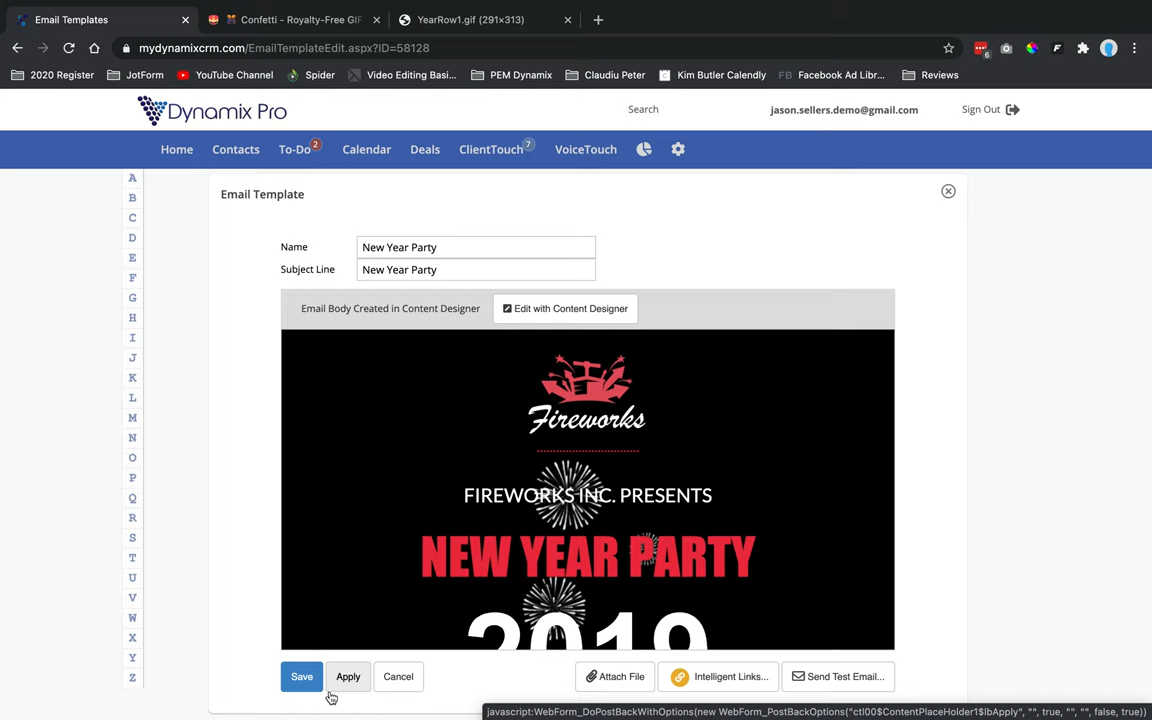 Email Templates
Confetti - Royalty-Free GIF
YearRow1.gif (291×313)
mydynamixcrm.com/EmailTemplateEdit.aspx?ID=58128
6
2020 Register
JotForm
YouTube Channel
Spider
Video Editing Basi...
PEM Dynamix
Claudiu Peter
Kim Butler Calendly
FB Facebook Ad Libr...
Reviews
Dynamix Pro
Search
jason.sellers.demo@gmail.com
Sign Out
Home
Contacts
To-Do 2
Calendar
Deals
ClientTouch 7
VoiceTouch
A
B
C
D
E
F
G
H
I
J
K
L
M
N
O
P
Q
R
S
T
U
V
W
X
Y
Z
Email Template
Name
New Year Party
Subject Line
New Year Party
Email Body Created in Content Designer
Edit with Content Designer
Fireworks
FIREWORKS INC. PRESENTS
NEW YEAR PARTY
2019
Save
Apply
Cancel
Attach File
Intelligent Links...
Send Test Email...
javascript:WebForm_DoPostBackWithOptions(new WebForm_PostBackOptions("ctl00$ContentPlaceHolder1$lbApply", "", true, "", "", false, true))